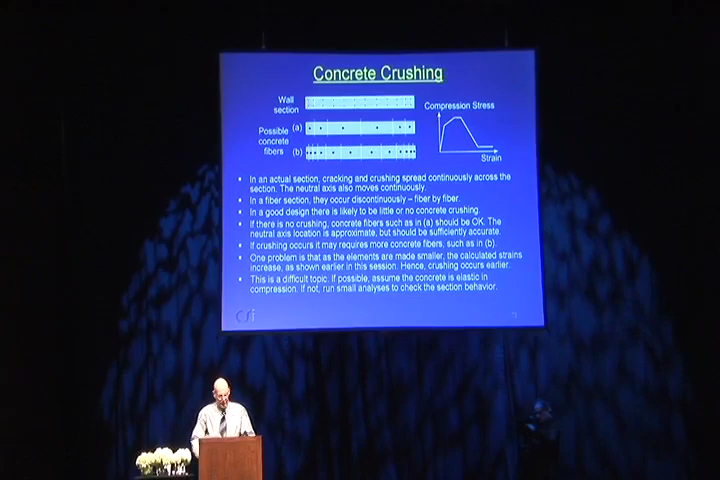 Concrete Crushing
Wall
section
Possible
concrete
fibers
(a)
(b)
Compression Stress
Strain
• In an actual section, cracking and crushing spread continuously across the
section. The neutral axis also moves continuously.
• In a fiber section, they occur discontinuously – fiber by fiber.
• In a good design there is likely to be little or no concrete crushing.
• If there is no crushing, concrete fibers such as in (a) should be OK. The
neutral axis location is approximate, but should be sufficiently accurate.
• If crushing occurs it may requires more concrete fibers, such as in (b).
• One problem is that as the elements are made smaller, the calculated strains
increase, as shown earlier in this session. Hence, crushing occurs earlier.
• This is a difficult topic. If possible, assume the concrete is elastic in
compression. If not, run small analyses to check the section behavior.
CSi